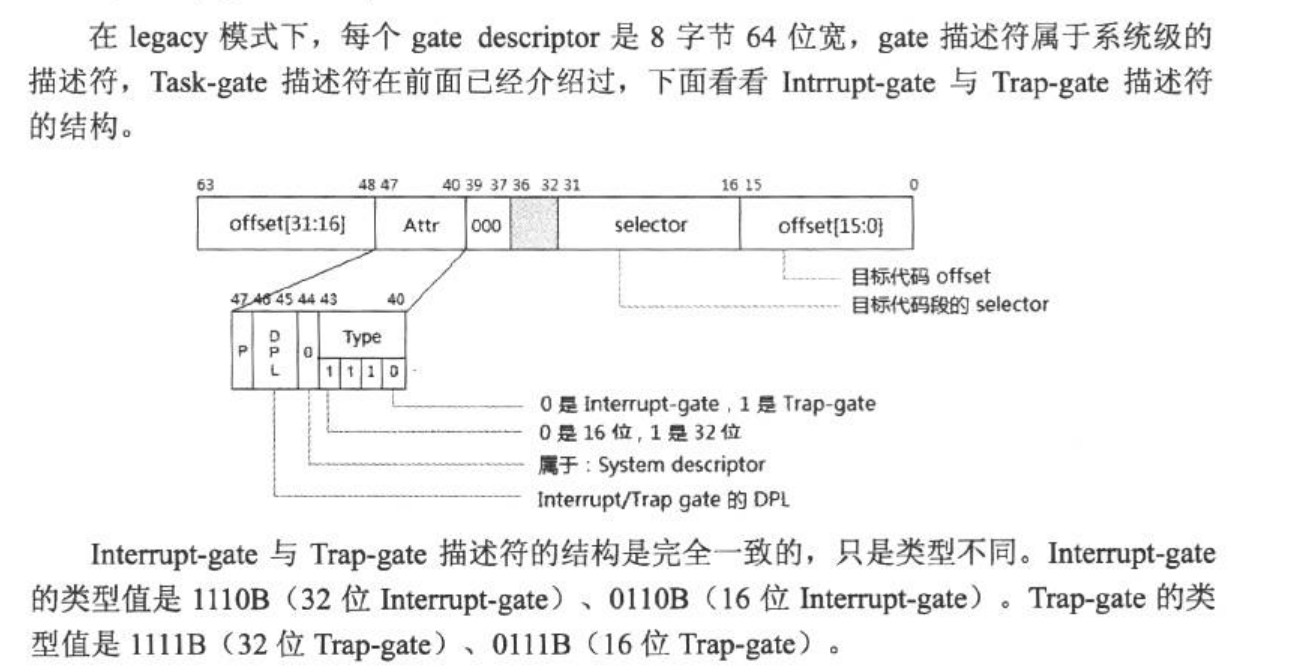 在 legacy 模式下，每个 gate descriptor 是 8 字节 64 位宽，gate 描述符属于系统级的
描述符，Task-gate 描述符在前面已经介绍过，下面看看 Intrrupt-gate 与 Trap-gate 描述符
的结构。
63 48 47 40 39 37 36 32 31 16 15 0
offset[31:16] Attr 000 selector offset[15:0]
目标代码 offset
目标代码段的 selector
47 46 45 44 43 40
P DPL 0 Type
1 1 1 0
0 是 Interrupt-gate，1 是 Trap-gate
0 是 16 位，1 是 32 位
属于：System descriptor
Interrupt/Trap gate 的 DPL
Interrupt-gate 与 Trap-gate 描述符的结构是完全一致的，只是类型不同。Interrupt-gate
的类型值是 1110B（32 位 Interrupt-gate）、0110B（16 位 Interrupt-gate）。Trap-gate 的类
型值是 1111B（32 位 Trap-gate）、0111B（16 位 Trap-gate）。